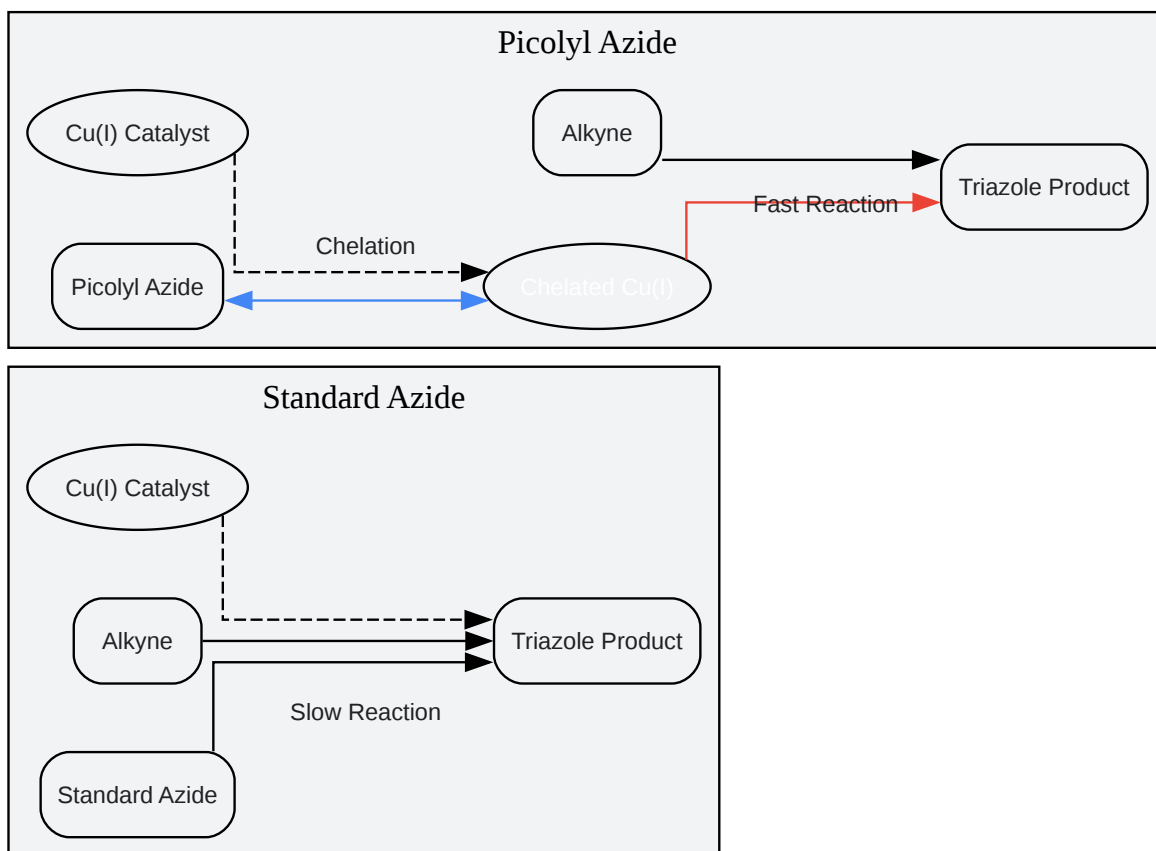 Picolyl Azide
Cu(I) Catalyst
Alkyne
Triazole Product
Fast Reaction
Chelation
Picolyl Azide
Chelated Cu(I)
Standard Azide
Cu(I) Catalyst
Alkyne
Triazole Product
Slow Reaction
Standard Azide